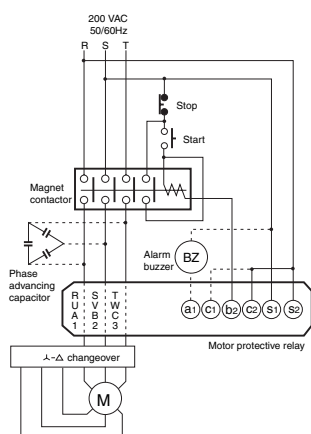 200 VAC
50/60Hz
R S T
Stop
Start
Magnet
contactor
Phase
advancing
capacitor
Alarm
buzzer
BZ
R S T
U V W
A B C
1 2 3
a1 c1 b2 c2 s1 s2
Motor protective relay
⅄-△ changeover
M